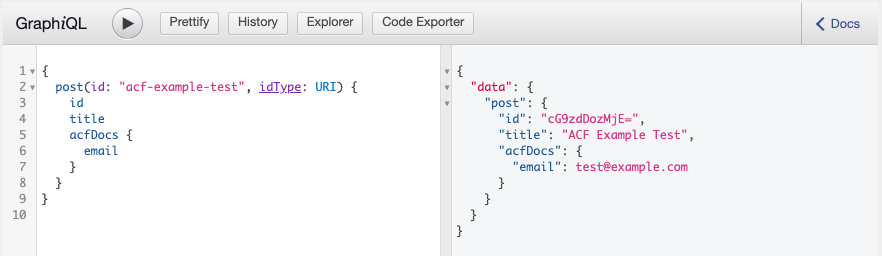 GraphiQL Prettify History Explorer Code Exporter Docs
1 {
2 post(id: "acf-example-test", idType: URI) {
3 id
4 title
5 acfDocs {
6 email
7 }
8 }
9 }
10
{
"data": {
"post": {
"id": "cG9zdDozMjE=",
"title": "ACF Example Test",
"acfDocs": {
"email": test@example.com
}
}
}
}